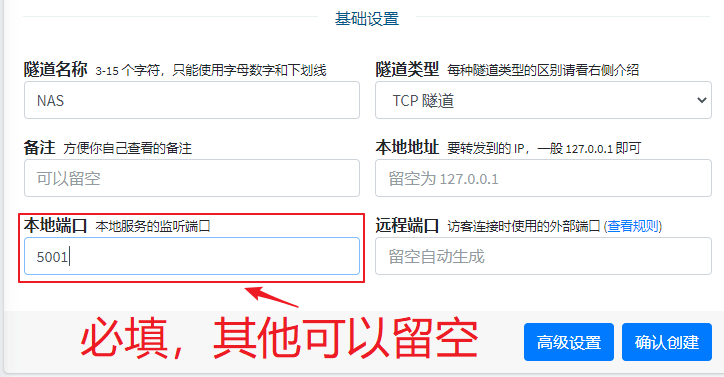 基础设置
隧道名称 3-15 个字符，只能使用字母数字和下划线
NAS
隧道类型 每种隧道类型的区别请看右侧介绍
TCP 隧道
备注 方便你自己查看的备注
可以留空
本地地址 要转发到的 IP，一般 127.0.0.1 即可
留空为 127.0.0.1
本地端口 本地服务的监听端口
5001
远程端口 访客连接时使用的外部端口 (查看规则)
留空自动生成
必填，其他可以留空
高级设置
确认创建